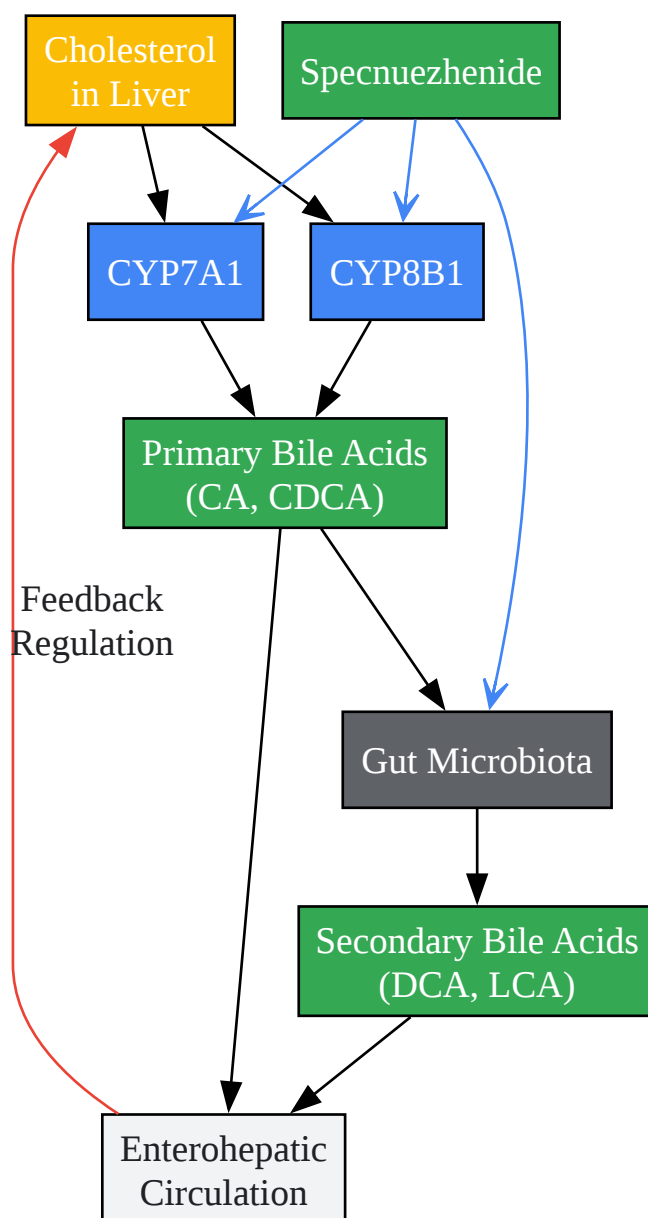 Cholesterol
in Liver
Specnuezhenide
CYP7A1
CYP8B1
Primary Bile Acids
(CA, CDCA)
Feedback
Regulation
Gut Microbiota
Secondary Bile Acids
(DCA, LCA)
Enterohepatic
Circulation